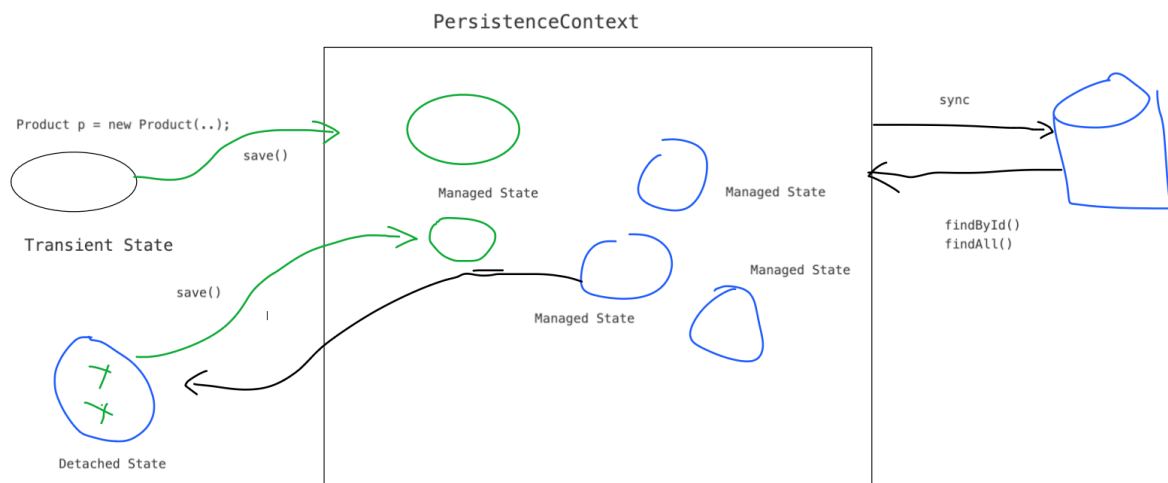 PersistenceContext
Product p = new Product(..);
save()
Transient State
Managed State
Managed State
sync
findById()
findAll()
save()
Managed State
Managed State
Detached State